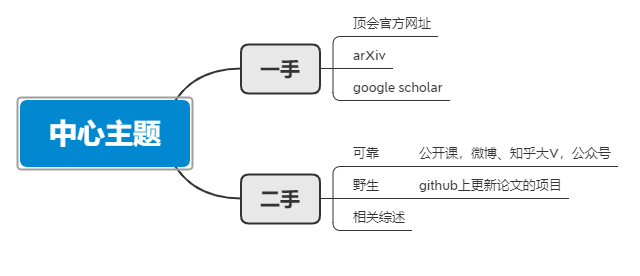 中心主题
一手
顶会官方网址
arXiv
google scholar
二手
可靠 公开课，微博、知乎大V，公众号
野生 github上更新论文的项目
相关综述